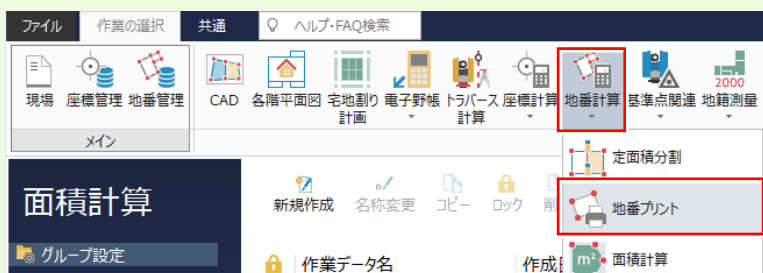 ファイル 作業の選択 共通 ヘルプ・FAQ検索
現場 座標管理 地番管理 CAD 各階平面図 宅地割り計画 電子野帳 トラバース計算 座標計算 地番計算 基準点関連 2000 地籍測量
メイン
定面積分割
面積計算
新規作成 名称変更 コピー ロック 削
地番プリント
グループ設定
作業データ名 作成日
m² 面積計算